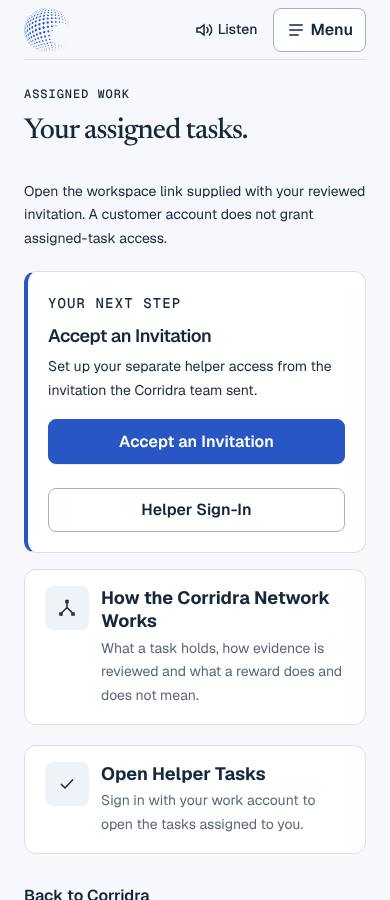 Listen
Menu
ASSIGNED WORK
Your assigned tasks.
Open the workspace link supplied with your reviewed
invitation. A customer account does not grant
assigned-task access.
YOUR NEXT STEP
Accept an Invitation
Set up your separate helper access from the
invitation the Corridra team sent.
Accept an Invitation
Helper Sign-In
How the Corridra Network
Works
What a task holds, how evidence is
reviewed and what a reward does and
does not mean.
Open Helper Tasks
Sign in with your work account to
open the tasks assigned to you.
Back to Corridra